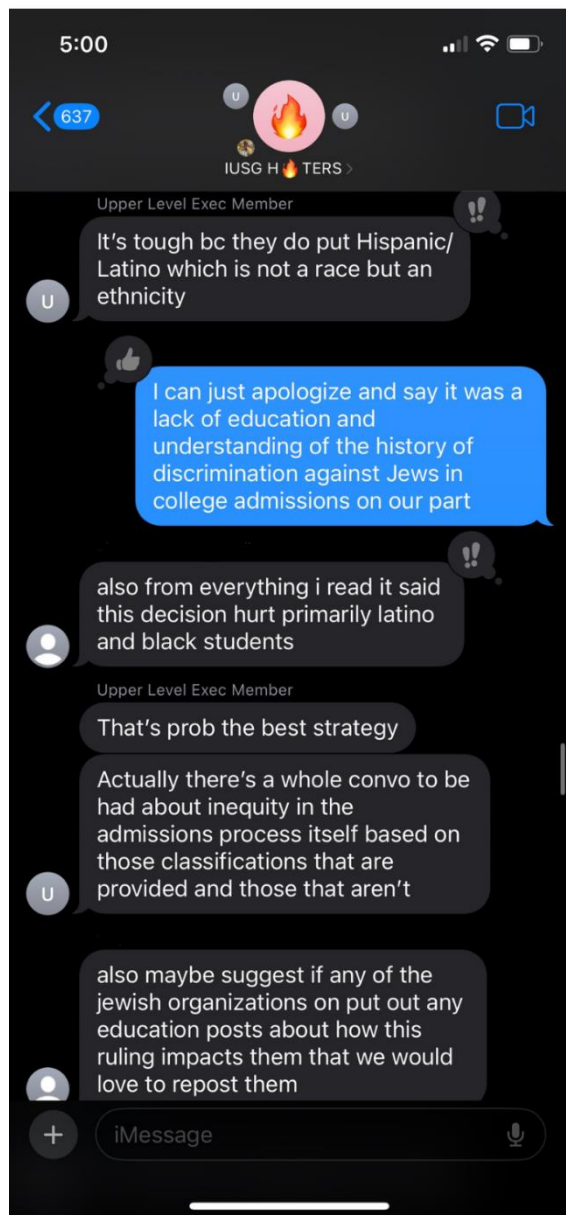 5:00
637
U
U
IUSG H🔥TERS >
Upper Level Exec Member
It's tough bc they do put Hispanic/
Latino which is not a race but an
ethnicity
U
I can just apologize and say it was a
lack of education and
understanding of the history of
discrimination against Jews in
college admissions on our part
also from everything i read it said
this decision hurt primarily latino
and black students
Upper Level Exec Member
That's prob the best strategy
Actually there's a whole convo to be
had about inequity in the
admissions process itself based on
those classifications that are
provided and those that aren't
U
also maybe suggest if any of the
jewish organizations on put out any
education posts about how this
ruling impacts them that we would
love to repost them
iMessage